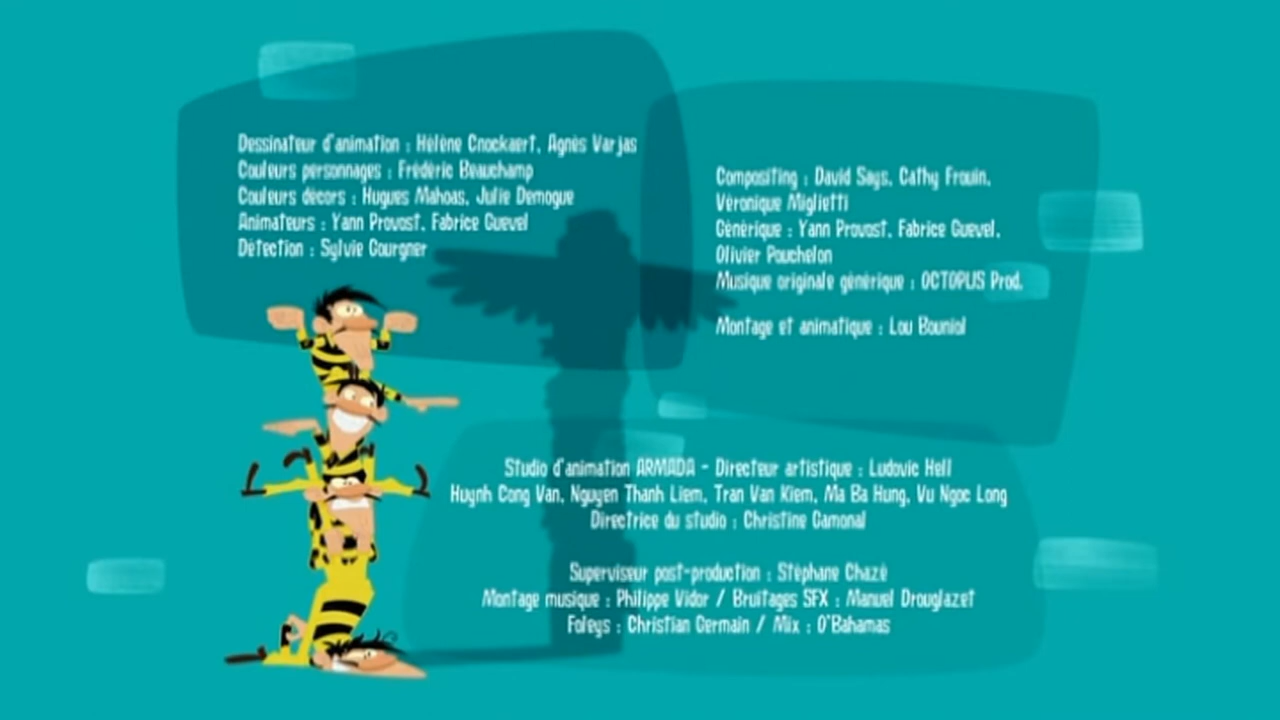 Dessinateur d'animation : Hélène Cnockaert, Agnès Varjas
Couleurs personnages : Frédéric Beauchamp
Couleurs décors : Hugues Mahoas, Julie Demogue
Animateurs : Yann Provost, Fabrice Guevel
Détection : Sylvie Gourgner
Compositing : David Says, Cathy Frouin,
Véronique Miglietti
Générique : Yann Provost, Fabrice Guevel,
Olivier Pouchelon
Musique originale générique : OCTOPUS Prod.
Montage et animatique : Lou Bouniol
Studio d'animation ARMADA - Directeur artistique : Ludovic Hell
Huynh Cong Van, Nguyen Thanh Liem, Tran Van Kiem, Ma Ba Hung, Vu Ngoc Long
Directrice du studio : Christine Gamonal
Superviseur post-production : Stéphane Chazé
Montage musique : Philippe Vidor / Bruitages SFX : Manuel Drouglazet
Foleys : Christian Germain / Mix : O'Bahamas